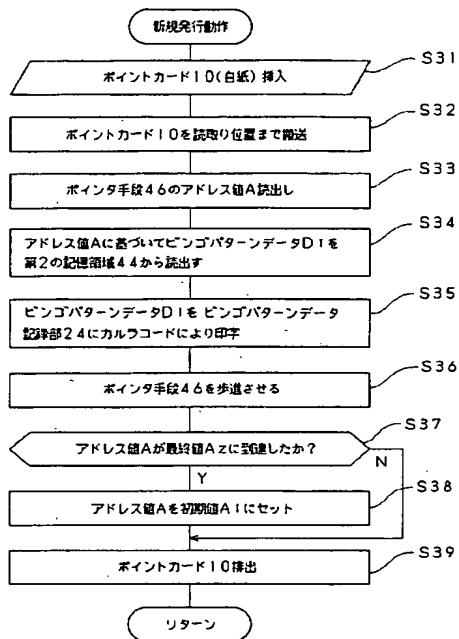 新規発行動作
S31
ポイントカード10(白紙)挿入
S32
ポイントカード10を読取り位置まで搬送
S33
ポインタ手段46のアドレス値A読出し
S34
アドレス値Aに基づいてビンゴパターンデータD1を
第2の記憶領域44から読出す
S35
ビンゴパターンデータD1を ビンゴパターンデータ
記録部24にカルラコードにより印字
S36
ポインタ手段46を歩進させる
S37
アドレス値Aが最終値Azに到達したか?
N
Y
S38
アドレス値Aを初期値A1にセット
S39
ポイントカード10排出
リターン